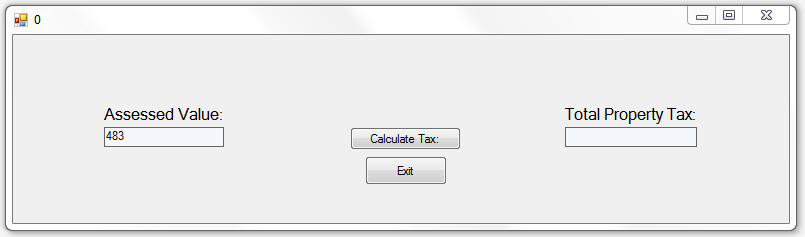 0
Assessed Value:
483
Calculate Tax:
Exit
Total Property Tax: